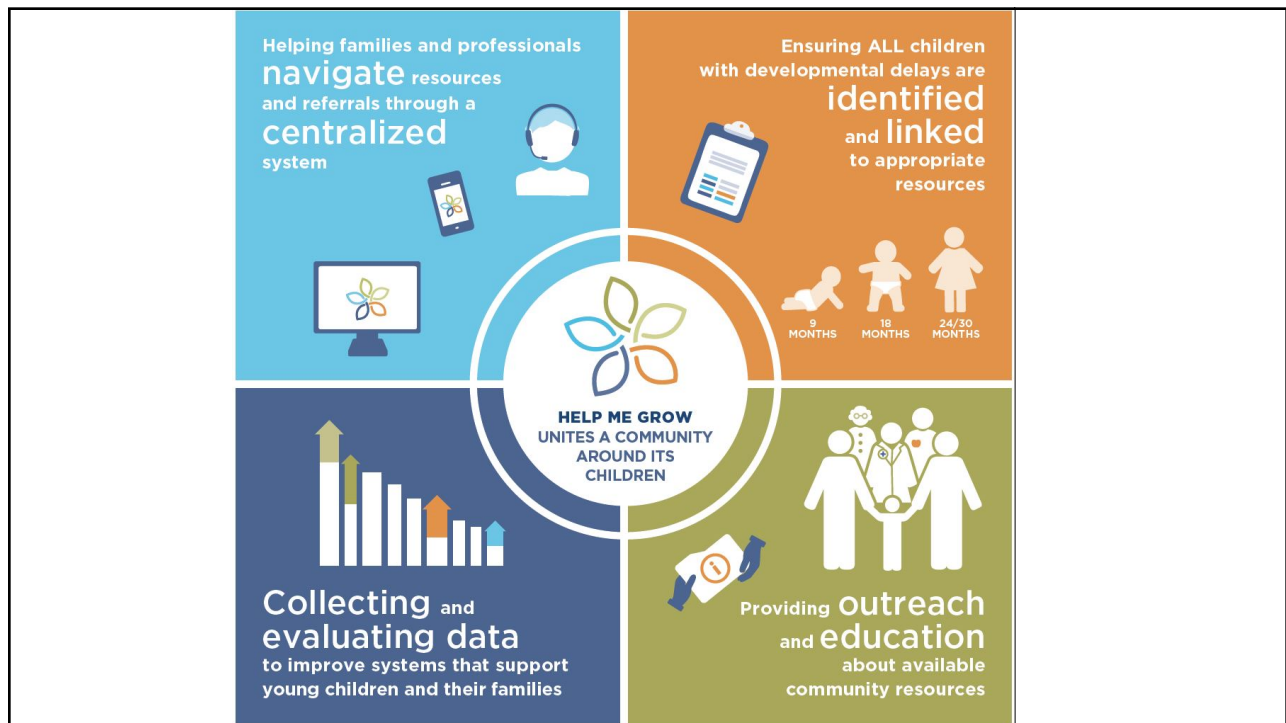 Helping families and professionals
navigate resources
and referrals through a
centralized
system
Ensuring ALL children
with developmental delays are
identified
and linked
to appropriate
resources
9
MONTHS
18
MONTHS
24/30
MONTHS
HELP ME GROW
UNITES A COMMUNITY
AROUND ITS
CHILDREN
Collecting and
evaluating data
to improve systems that support
young children and their families
i
Providing outreach
and education
about available
community resources